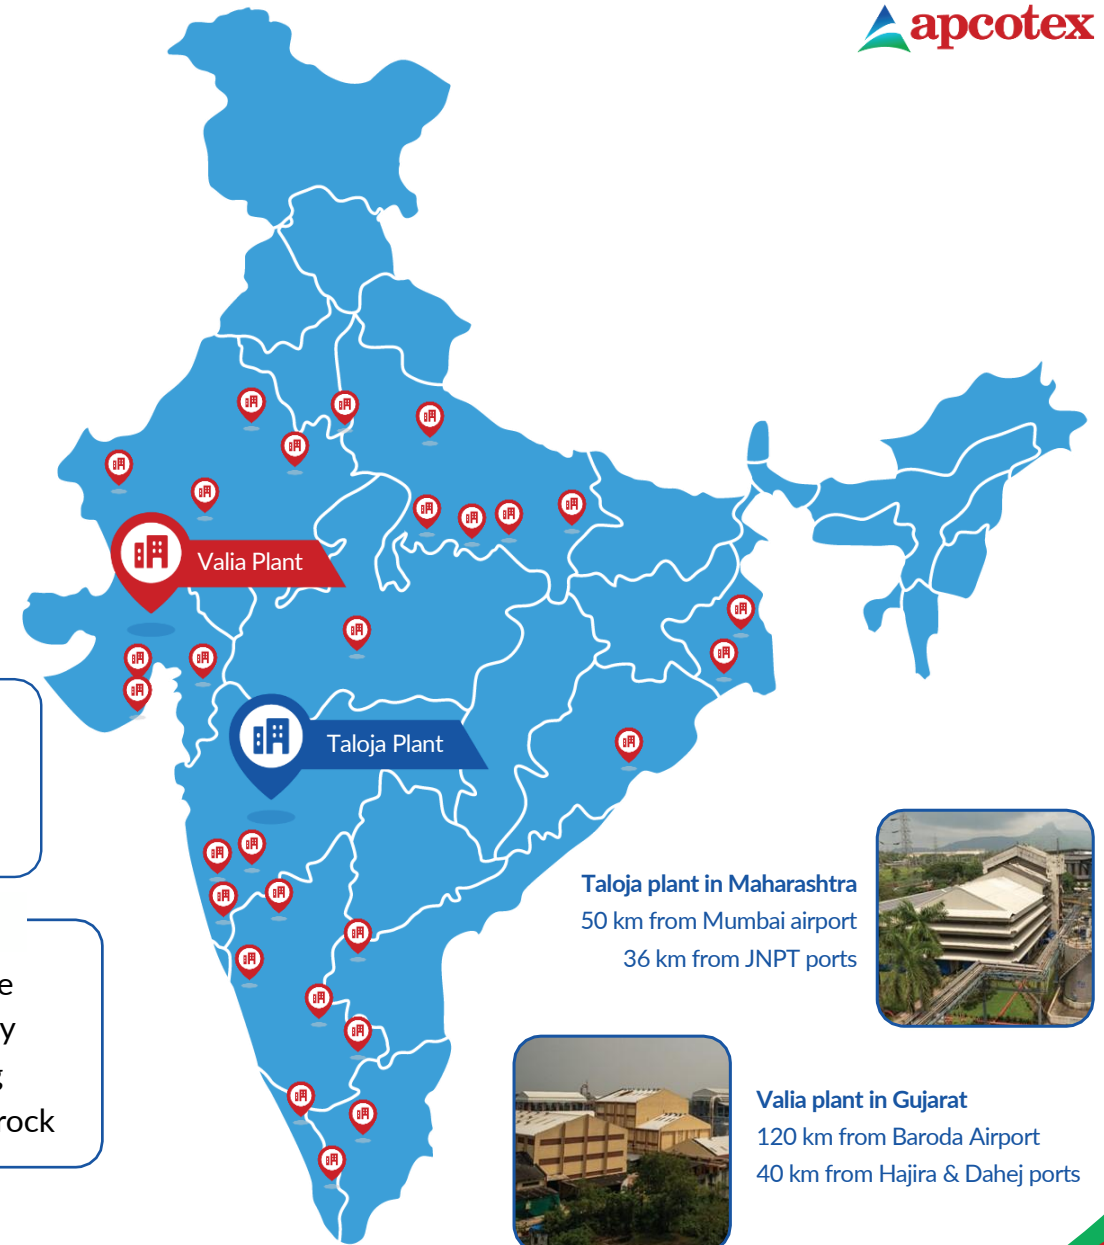 apcotex
Valia Plant
Taloja Plant
Taloja plant in Maharashtra
50 km from Mumbai airport
36 km from JNPT ports
e
y
g
rock
Valia plant in Gujarat
120 km from Baroda Airport
40 km from Hajira & Dahej ports